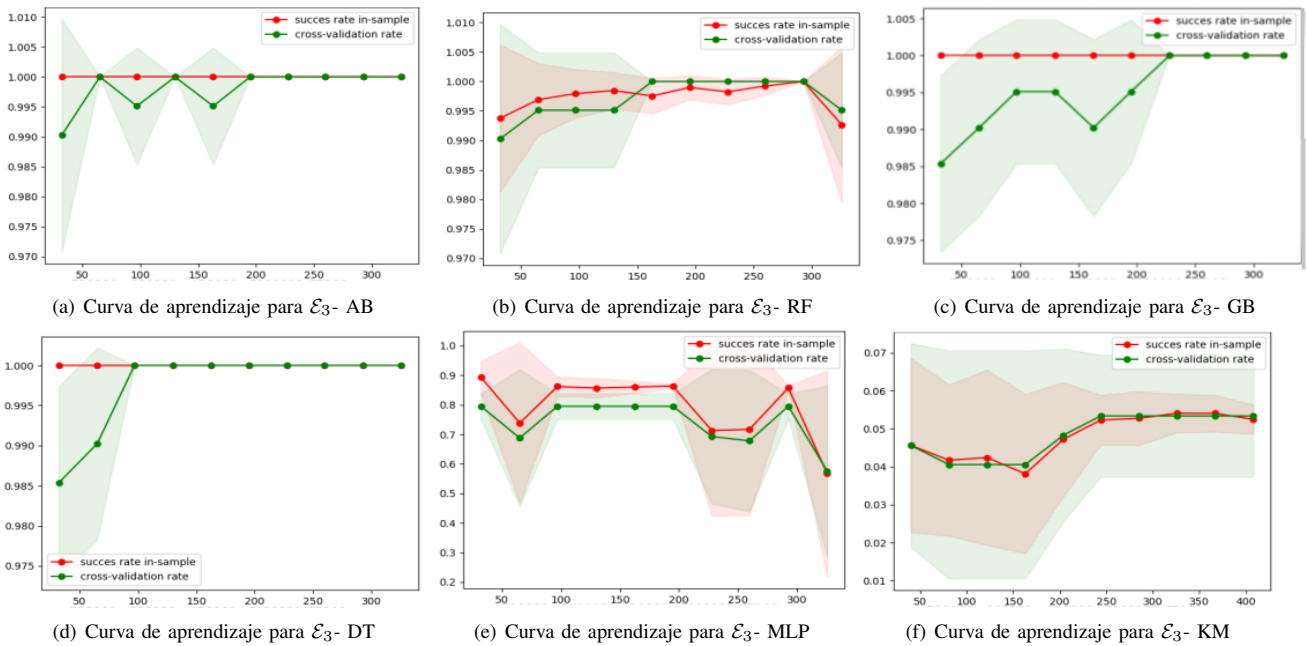 succes rate in-sample
cross-validation rate
1.010
1.005
1.000
0.995
0.990
0.985
0.980
0.975
0.970
50 100 150 200 250 300
(a) Curva de aprendizaje para ℰ3- AB
succes rate in-sample
cross-validation rate
1.010
1.005
1.000
0.995
0.990
0.985
0.980
0.975
0.970
50 100 150 200 250 300
(b) Curva de aprendizaje para ℰ3- RF
succes rate in-sample
cross-validation rate
1.005
1.000
0.995
0.990
0.985
0.980
0.975
50 100 150 200 250 300
(c) Curva de aprendizaje para ℰ3- GB
1.000
0.995
0.990
0.985
0.980
0.975
succes rate in-sample
cross-validation rate
50 100 150 200 250 300
(d) Curva de aprendizaje para ℰ3- DT
succes rate in-sample
cross-validation rate
1.0
0.9
0.8
0.7
0.6
0.5
0.4
0.3
0.2
50 100 150 200 250 300
(e) Curva de aprendizaje para ℰ3- MLP
succes rate in-sample
cross-validation rate
0.07
0.06
0.05
0.04
0.03
0.02
0.01
50 100 150 200 250 300 350 400
(f) Curva de aprendizaje para ℰ3- KM